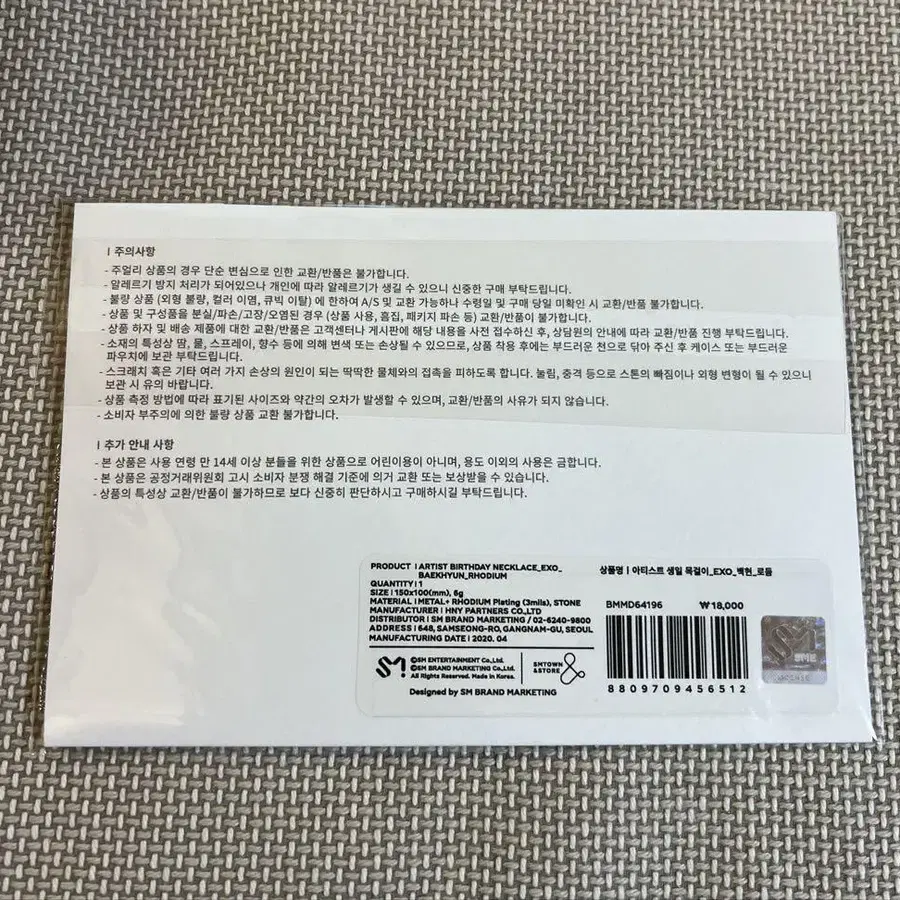 | 주의사항
- 주얼리 상품의 경우 단순 변심으로 인한 교환/반품은 불가합니다.
- 알레르기 방지 처리가 되어있으나 개인에 따라 알레르기가 생길 수 있으니 신중한 구매 부탁드립니다.
- 불량 상품 (외형 불량, 컬러 이염, 큐빅 이탈) 에 한하여 A/S 및 교환 가능하나 수령일 및 구매 당일 미확인 시 교환/반품 불가합니다.
- 상품 및 구성품을 분실/파손/고장/오염된 경우 (상품 사용, 흠집, 패키지 파손 등) 교환/반품이 불가합니다.
- 상품 하자 및 배송 제품에 대한 교환/반품은 고객센터나 게시판에 해당 내용을 사전 접수하신 후, 상담원의 안내에 따라 교환/반품 진행 부탁드립니다.
- 소재의 특성상 땀, 물, 스프레이, 향수 등에 의해 변색 또는 손상될 수 있으므로, 상품 착용 후에는 부드러운 천으로 닦아 주신 후 케이스 또는 부드러운
파우치에 보관 부탁드립니다.
- 스크래치 혹은 기타 여러 가지 손상의 원인이 되는 딱딱한 물체와의 접촉을 피하도록 합니다. 눌림, 충격 등으로 스톤의 빠짐이나 외형 변형이 될 수 있으니
보관 시 유의 바랍니다.
- 상품 측정 방법에 따라 표기된 사이즈와 약간의 오차가 발생할 수 있으며, 교환/반품의 사유가 되지 않습니다.
- 소비자 부주의에 의한 불량 상품 교환 불가합니다.
| 추가 안내 사항
- 본 상품은 사용 연령 만 14세 이상 분들을 위한 상품으로 어린이용이 아니며, 용도 이외의 사용은 금합니다.
- 본 상품은 공정거래위원회 고시 소비자 분쟁 해결 기준에 의거 교환 또는 보상받을 수 있습니다.
- 상품의 특성상 교환/반품이 불가하므로 보다 신중히 판단하시고 구매하시길 부탁드립니다.
PRODUCT | ARTIST BIRTHDAY NECKLACE_EXO_
BAEKHYUN_RHODIUM
QUANTITY | 1
SIZE | 150x100(mm), 6g
MATERIAL | METAL+ RHODIUM Plating (3mils), STONE
MANUFACTURER | HNY PARTNERS CO.,LTD
DISTRIBUTOR | SM BRAND MARKETING / 02-6240-9800
ADDRESS | 648, SAMSEONG-RO, GANGNAM-GU, SEOUL
MANUFACTURING DATE | 2020. 04
SM
©SM ENTERTAINMENT Co.,Ltd.
©SM BRAND MARKETING Co.,Ltd.
All Rights Reserved. Made in Korea.
SMTOWN
&STORE
Designed by SM BRAND MARKETING
상품명 | 아티스트 생일 목걸이_EXO_백현_로듐
BMMD64196 ₩18,000
8809709456512
SME